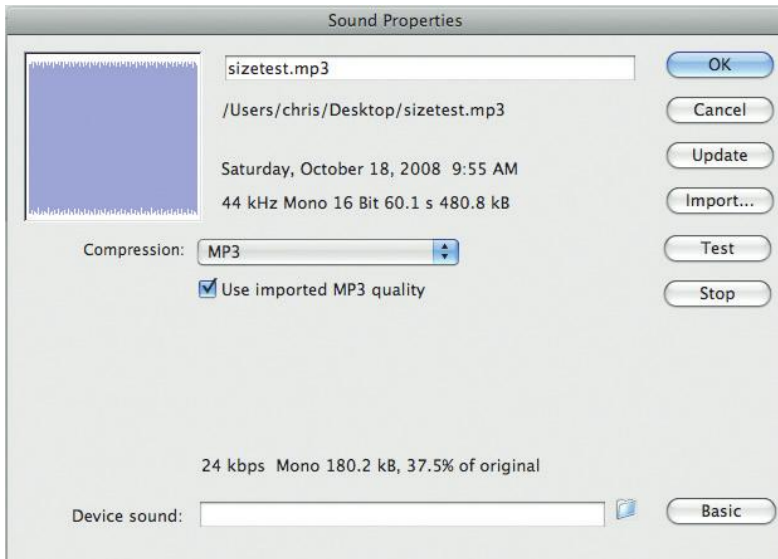 Sound Properties
sizetest.mp3
OK
/Users/chris/Desktop/sizetest.mp3
Cancel
Saturday, October 18, 2008 9:55 AM
Update
44 kHz Mono 16 Bit 60.1 s 480.8 kB
Import...
Compression: MP3
Test
Use imported MP3 quality
Stop
24 kbps Mono 180.2 kB, 37.5% of original
Device sound:
Basic